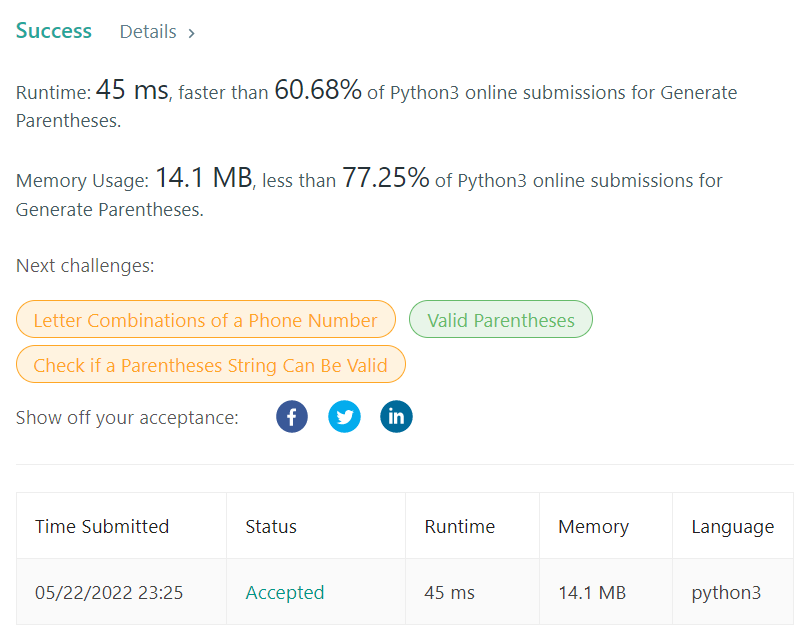 Success Details >
Runtime: 45 ms, faster than 60.68% of Python3 online submissions for Generate
Parentheses.
Memory Usage: 14.1 MB, less than 77.25% of Python3 online submissions for
Generate Parentheses.
Next challenges:
Letter Combinations of a Phone Number Valid Parentheses
Check if a Parentheses String Can Be Valid
Show off your acceptance: f in
Time Submitted Status Runtime Memory Language
05/22/2022 23:25 Accepted 45 ms 14.1 MB python3